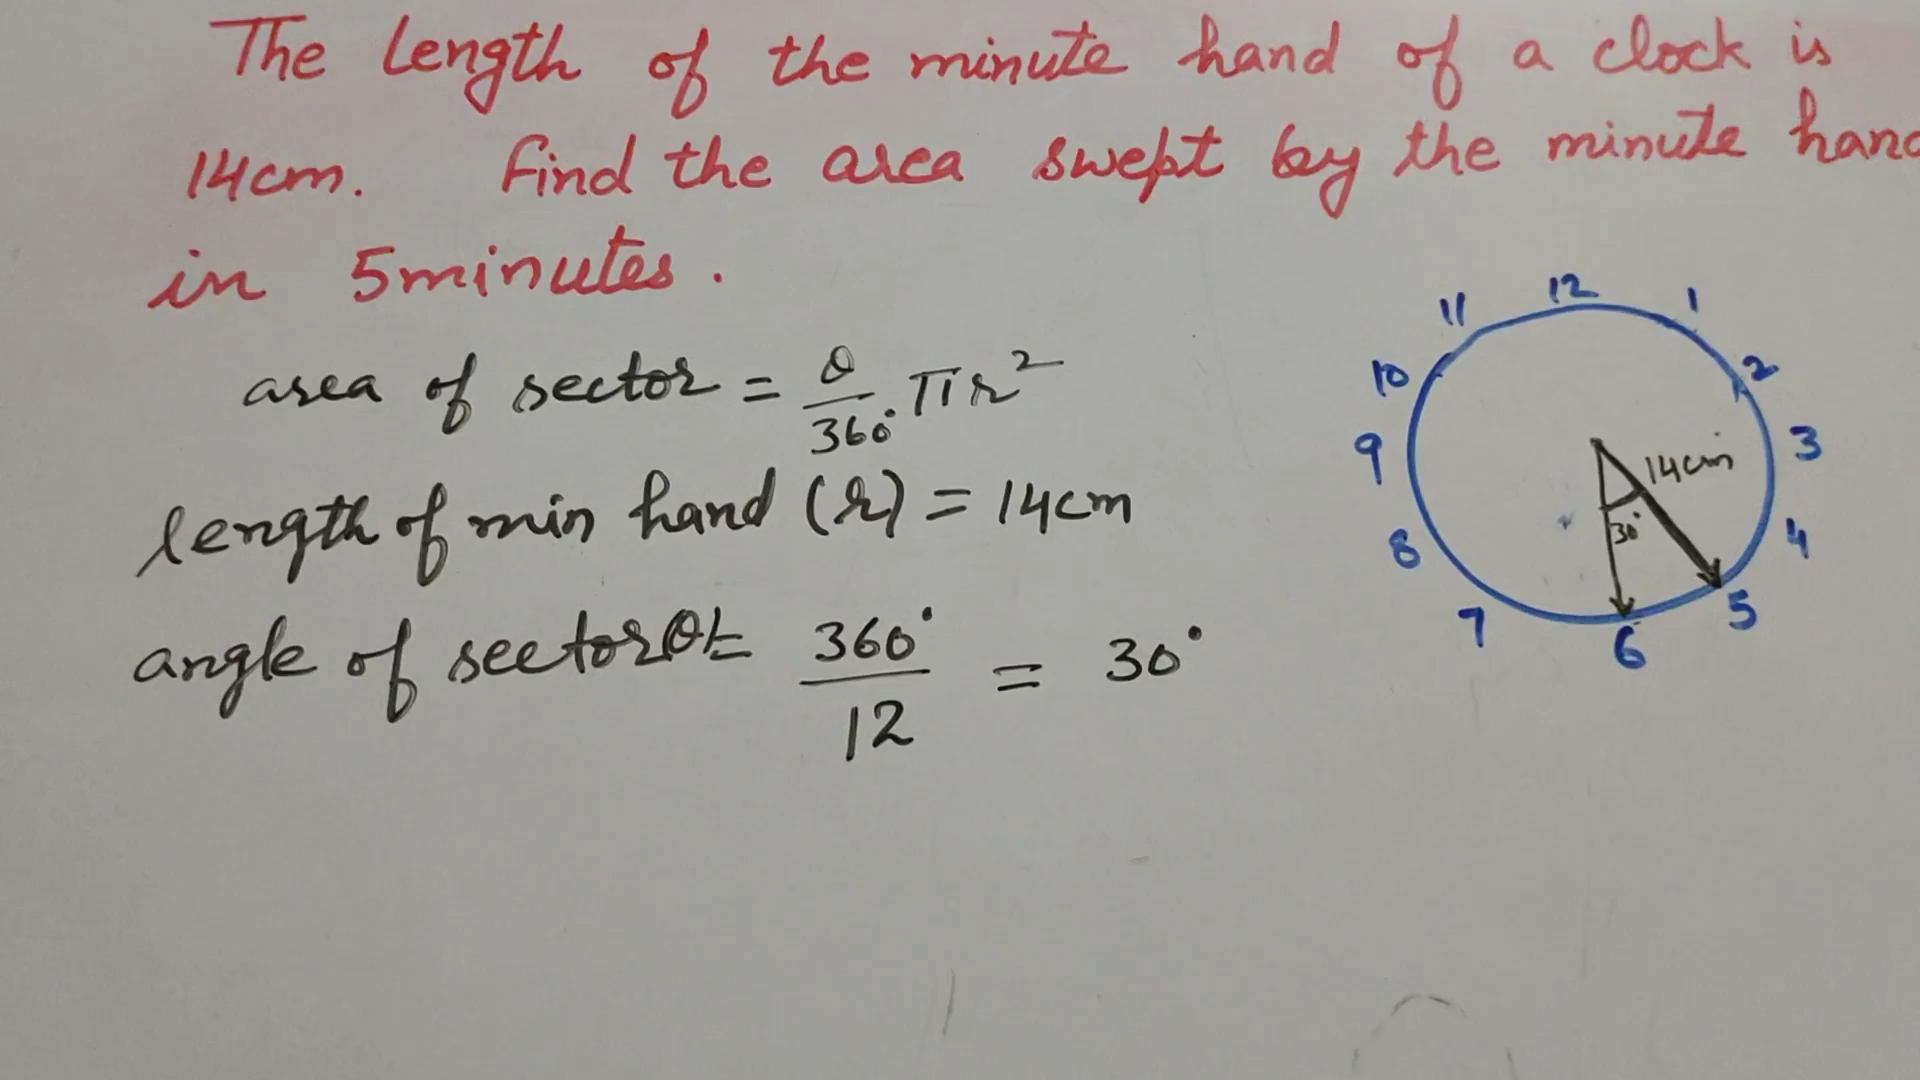 The length of the minute hand of a clock is
14cm. Find the area swept by the minute hand
in 5minutes.
area of sector = θ/360° πr²
length of min hand (r) = 14cm
angle of sector θ = 360°/12 = 30°
12
1
2
3
4
5
6
7
8
9
10
11
14cm
30°